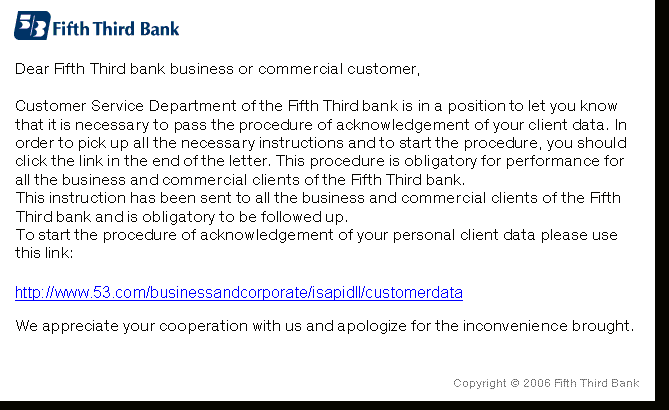 5/3 Fifth Third Bank
Dear Fifth Third bank business or commercial customer,
Customer Service Department of the Fifth Third bank is in a position to let you know
that it is necessary to pass the procedure of acknowledgement of your client data. In
order to pick up all the necessary instructions and to start the procedure, you should
click the link in the end of the letter. This procedure is obligatory for performance for
all the business and commercial clients of the Fifth Third bank.
This instruction has been sent to all the business and commercial clients of the Fifth
Third bank and is obligatory to be followed up.
To start the procedure of acknowledgement of your personal client data please use
this link:
http://www.53.com/businessandcorporate/isapidll/customerdata
We appreciate your cooperation with us and apologize for the inconvenience brought.
Copyright © 2006 Fifth Third Bank